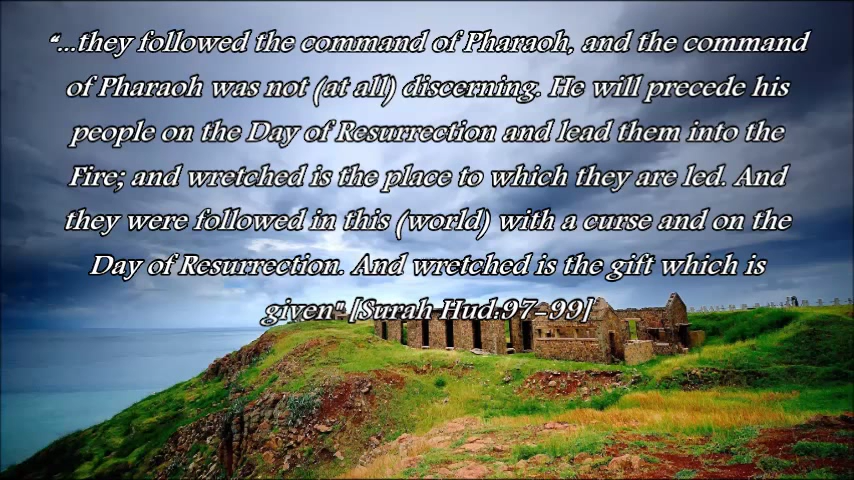 “...they followed the command of Pharaoh, and the command
of Pharaoh was not (at all) discerning. He will precede his
people on the Day of Resurrection and lead them into the
Fire; and wretched is the place to which they are led. And
they were followed in this (world) with a curse and on the
Day of Resurrection. And wretched is the gift which is
given" [Surah Hud:97-99]